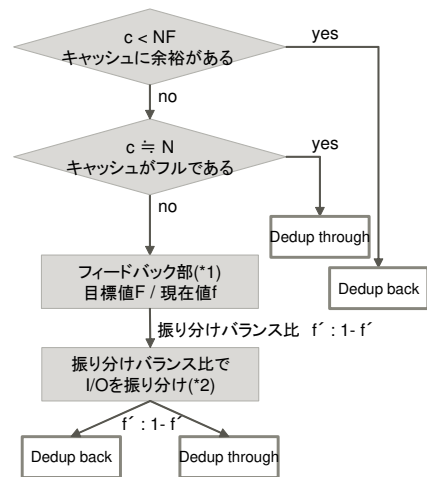 c < NF
キャッシュに余裕がある
yes
no
c ≒ N
キャッシュがフルである
yes
no
Dedup through
Dedup back
フィードバック部(*1)
目標値F / 現在値f
振り分けバランス比 f´ : 1- f´
振り分けバランス比で
I/Oを振り分け(*2)
f´ : 1- f´
Dedup back
Dedup through